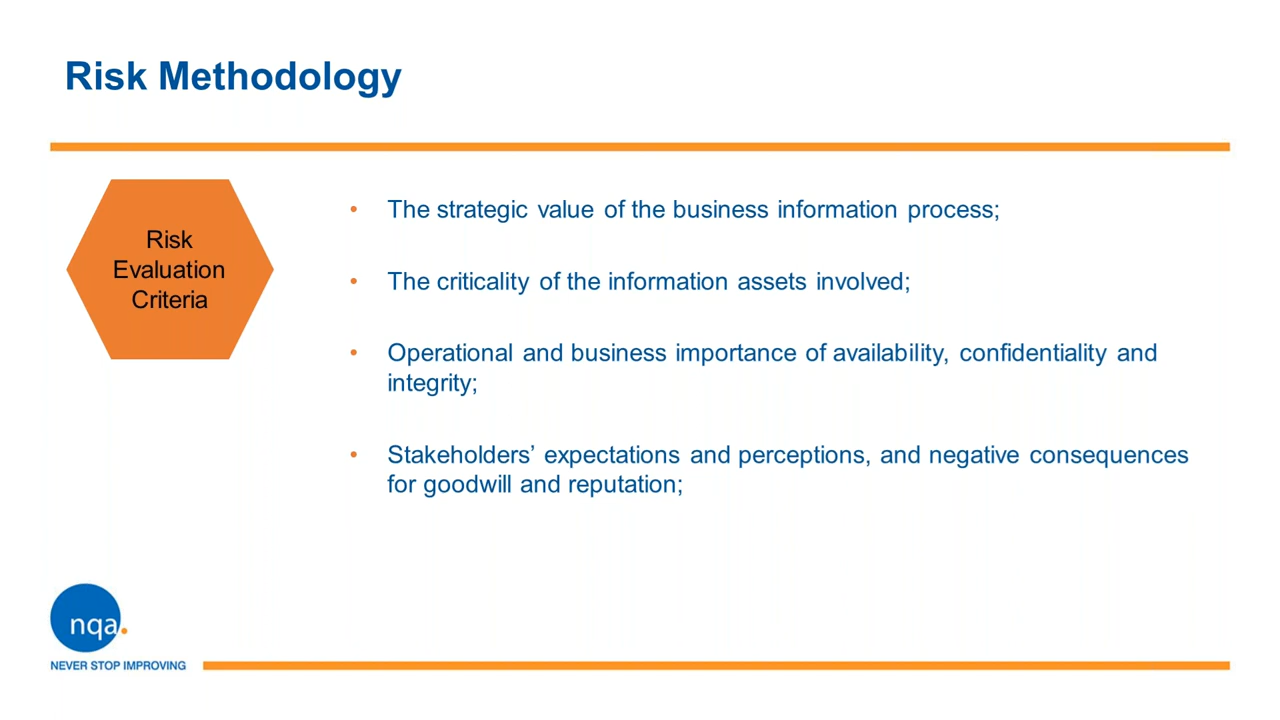 Risk Methodology
Risk
Evaluation
Criteria
• The strategic value of the business information process;
• The criticality of the information assets involved;
• Operational and business importance of availability, confidentiality and
integrity;
• Stakeholders’ expectations and perceptions, and negative consequences
for goodwill and reputation;
nqa.
NEVER STOP IMPROVING